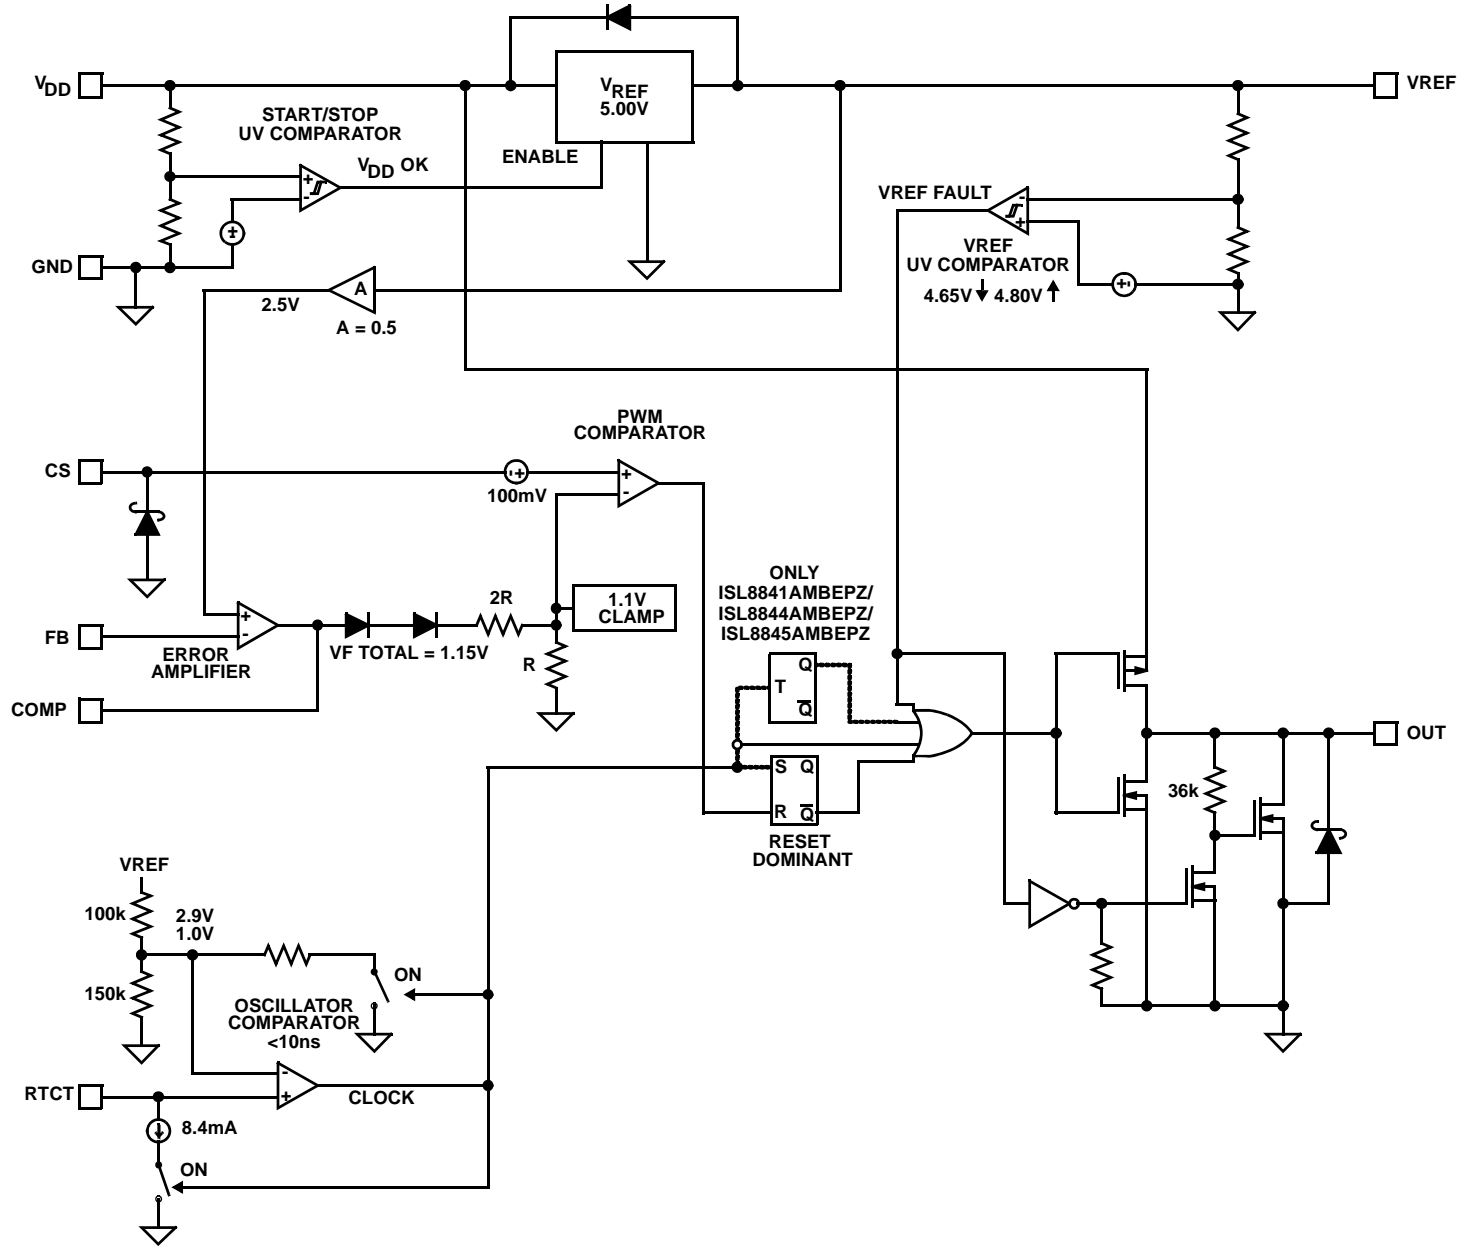 VDD
VREF
5.00V
VREF
START/STOP
UV COMPARATOR
ENABLE
VDD OK
+
-
+
GND
VREF FAULT
-
+
VREF
UV COMPARATOR
4.65V 4.80V
+-
2.5V
A
A = 0.5
PWM
COMPARATOR
CS
-+
100mV
+
-
ONLY
ISL8841AMBEPZ/
ISL8844AMBEPZ/
ISL8845AMBEPZ
2R
1.1V
CLAMP
FB
+
-
ERROR
AMPLIFIER
VF TOTAL = 1.15V
R
COMP
Q
T
Q
OUT
S Q
R Q
RESET
DOMINANT
36k
VREF
100k
2.9V
1.0V
150k
ON
OSCILLATOR
COMPARATOR
<10ns
-
+
RTCT
CLOCK
8.4mA
ON